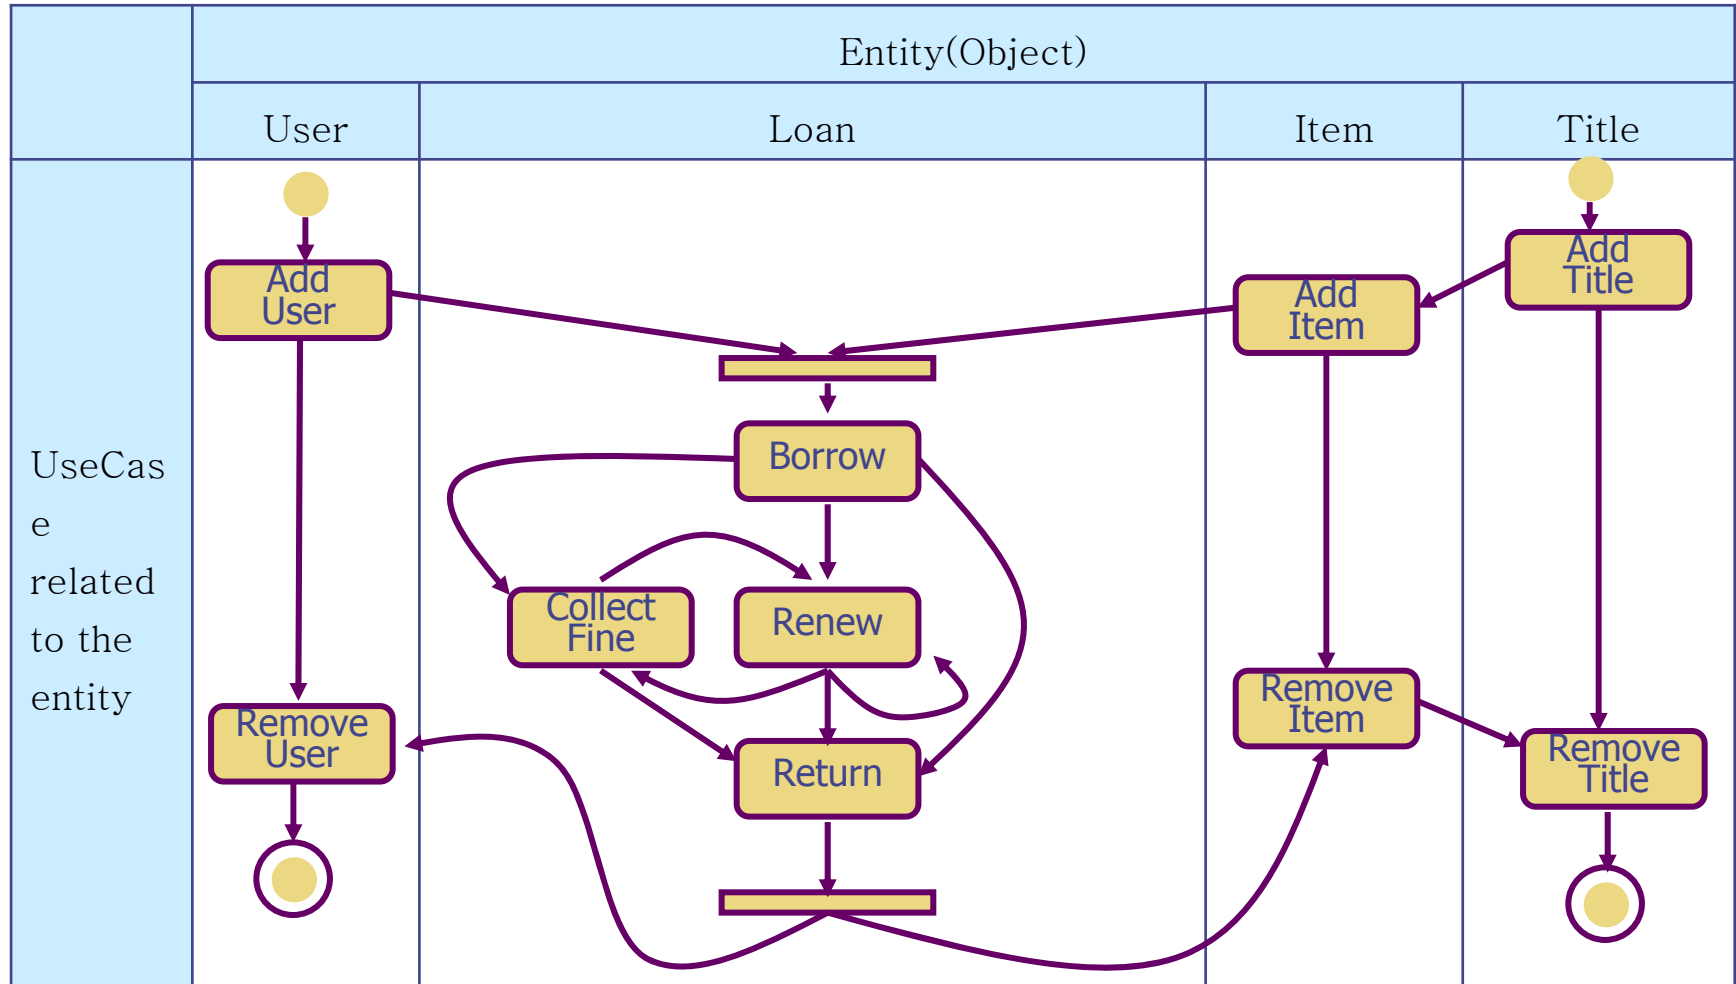 Entity(Object)
User
Loan
Item
Title
UseCas
e
related
to the
entity
Add
User
Add
Item
Add
Title
Borrow
Collect
Fine
Renew
Remove
User
Return
Remove
Item
Remove
Title